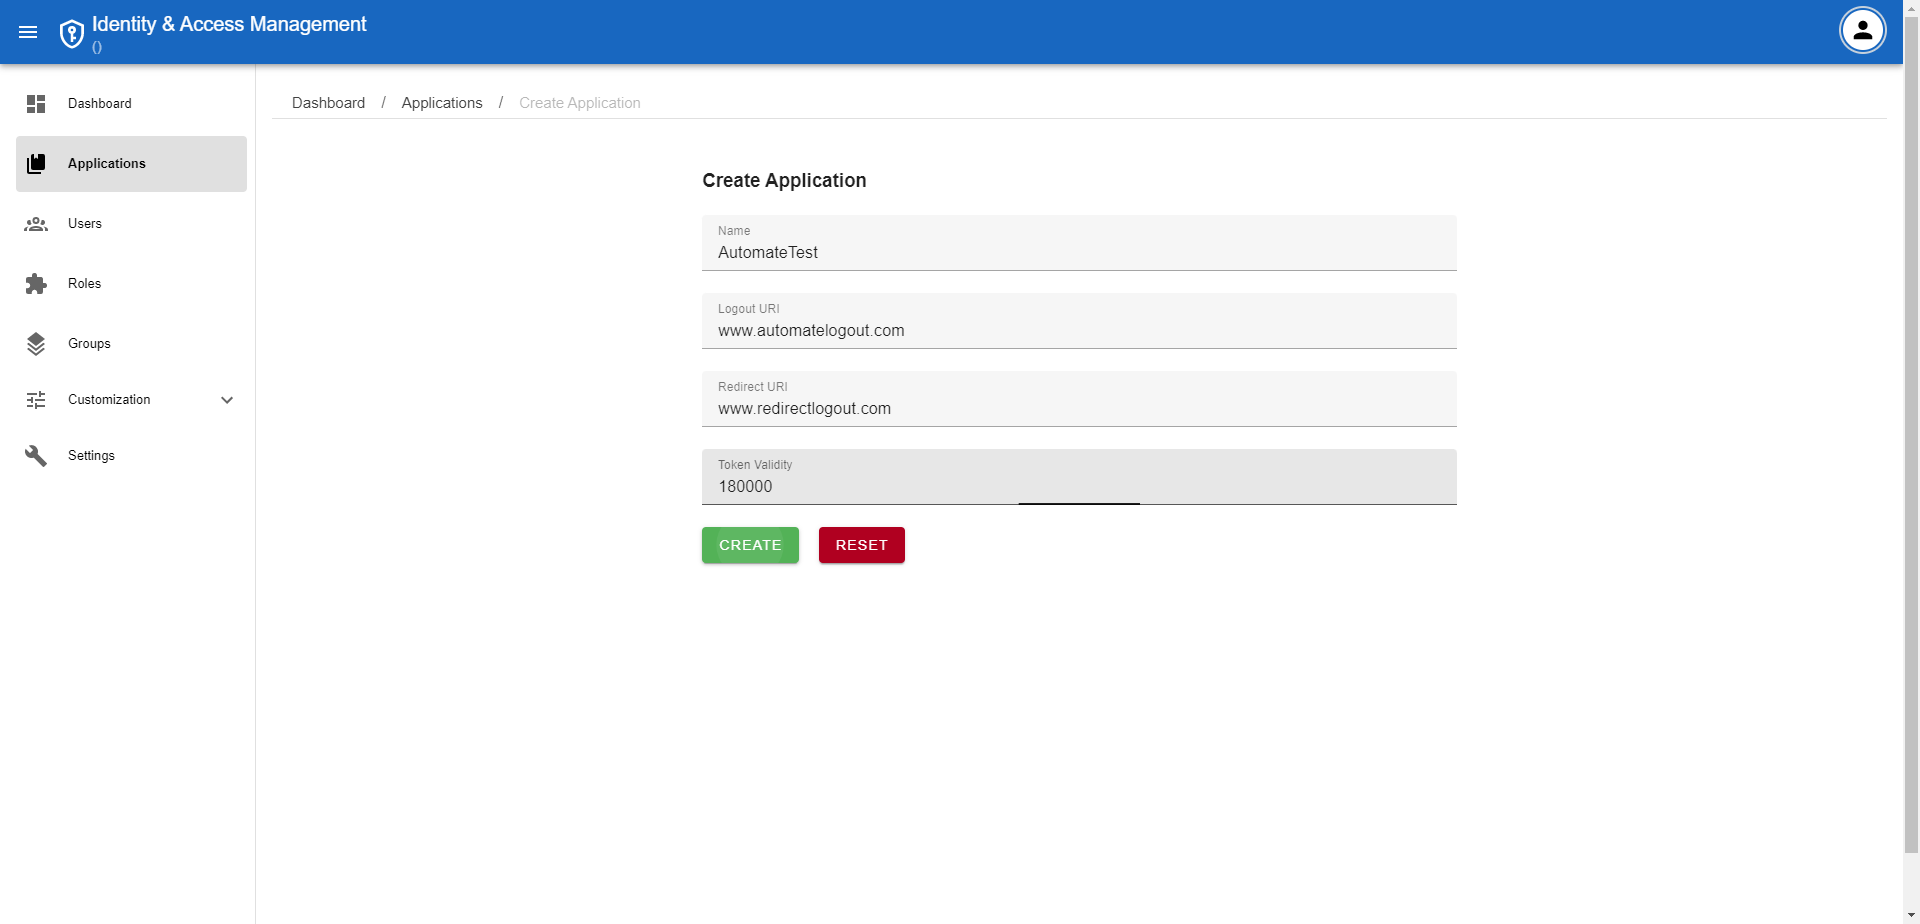 Identity & Access Management
()
Dashboard
Applications
Users
Roles
Groups
Customization
Settings
Dashboard / Applications / Create Application
Create Application
Name
AutomateTest
Logout URI
www.automatelogout.com
Redirect URI
www.redirectlogout.com
Token Validity
180000
CREATE RESET